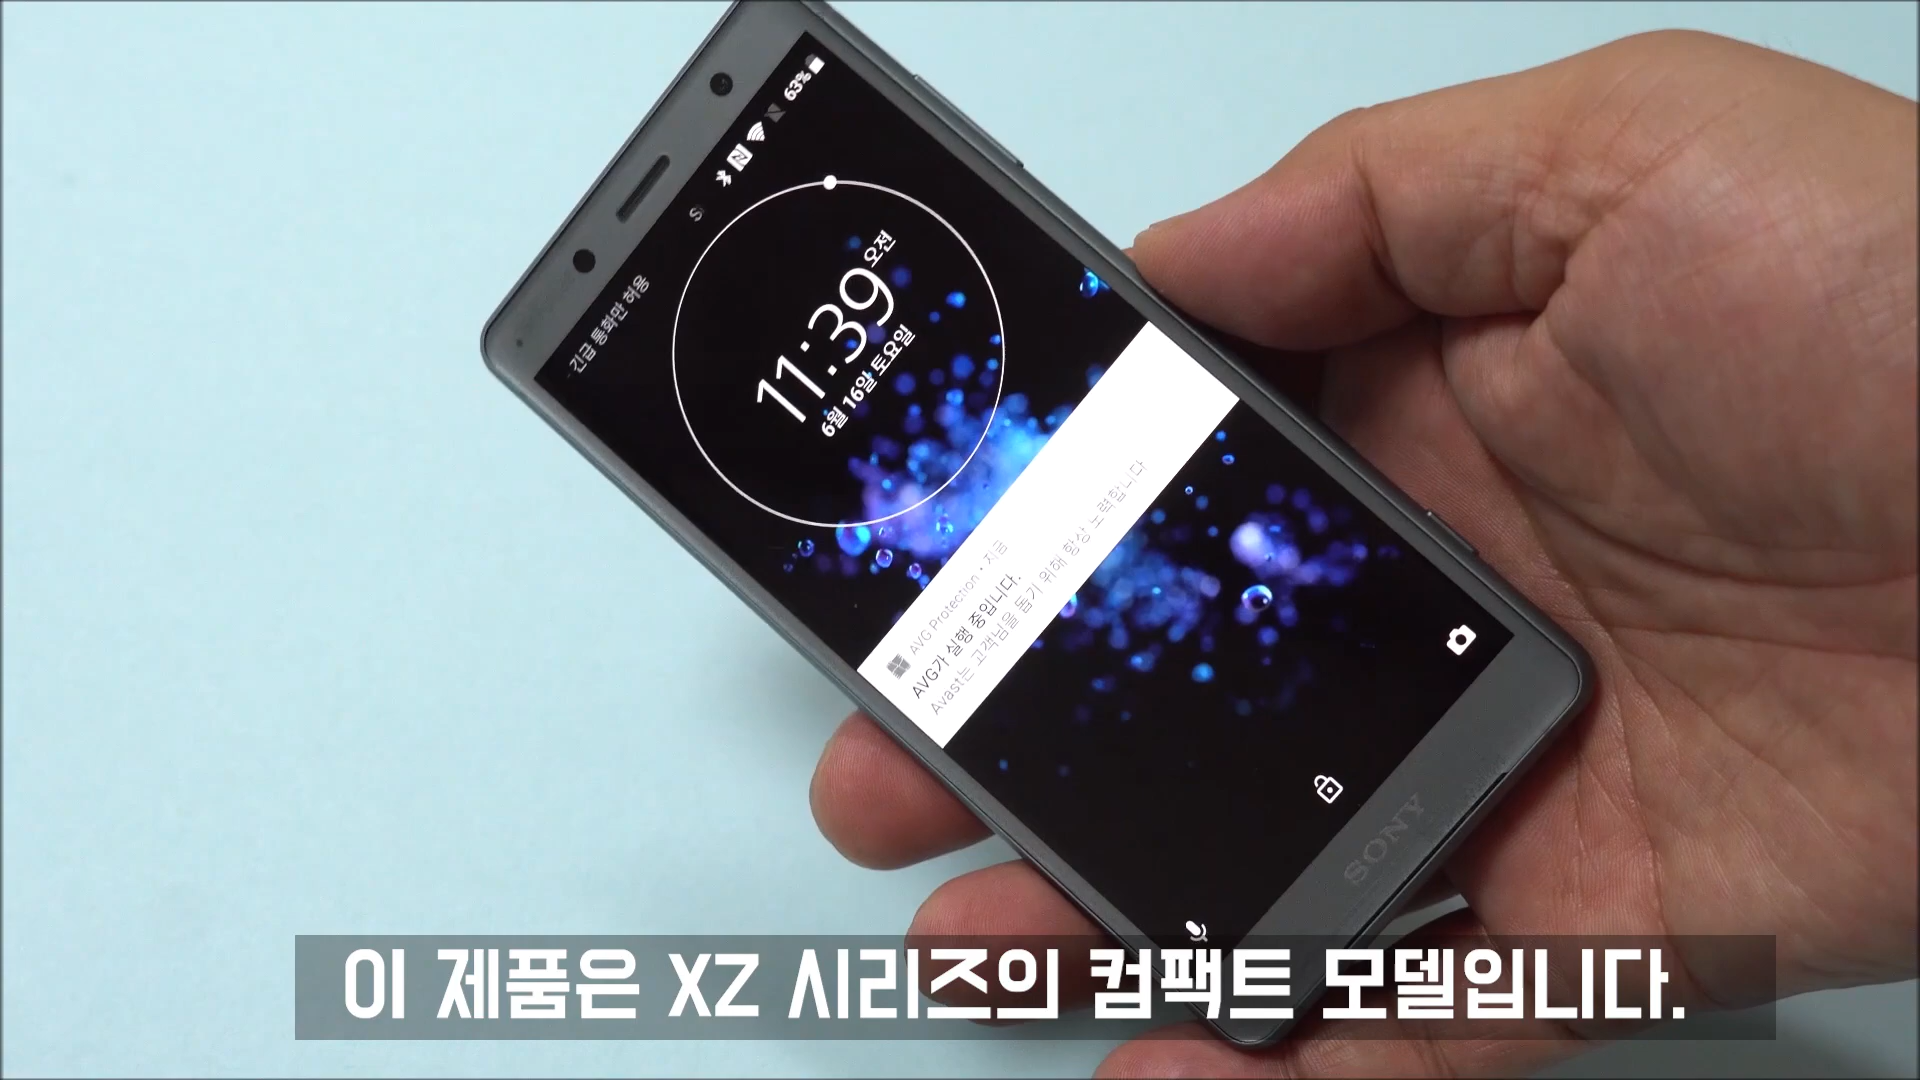 긴급 통화만 허용
63%
11:39 오전
6월 16일 토요일
AVG Protection • 지금
AVG가 실행 중입니다.
Avast는 고객님을 돕기 위해 항상 노력합니다
SONY
이 제품은 XZ 시리즈의 컴팩트 모델입니다.